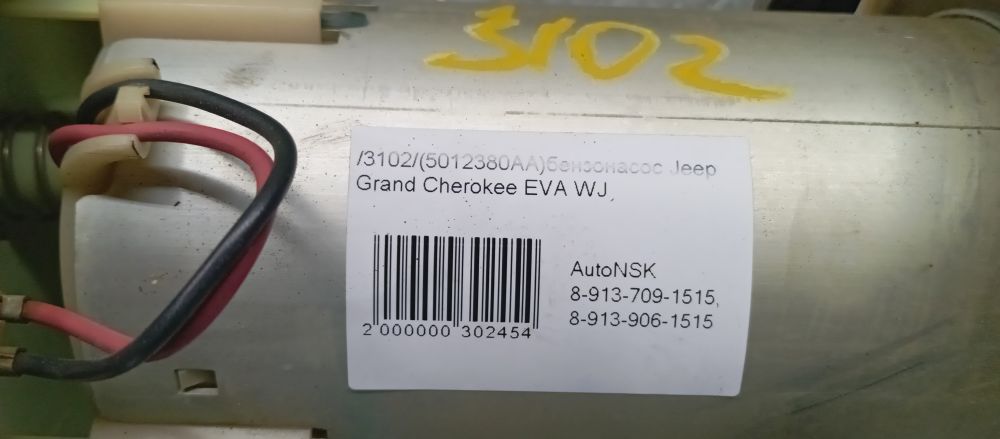 3102
/3102/(5012380AA)бензонасос Jeep
Grand Cherokee EVA WJ,
AutoNSK
8-913-709-1515,
8-913-906-1515
2 000000 302454